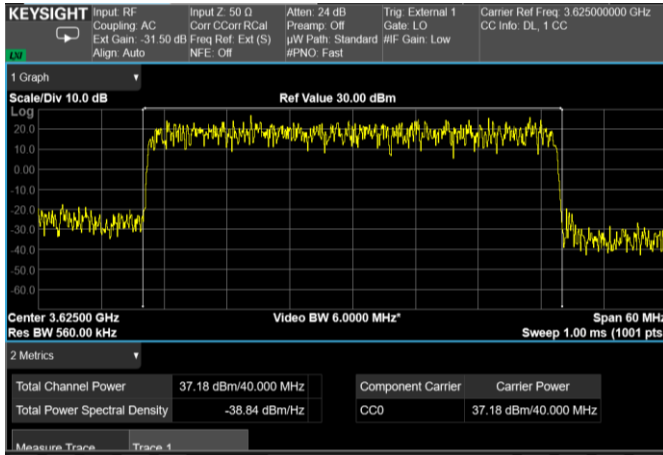 KEYSIGHT Input: RF Input Z: 50 Ω Atten: 24 dB Trig: External 1 Carrier Ref Freq: 3.625000000 GHz
Coupling: AC Corr CCorr RCal Preamp: Off Gate: LO CC Info: DL, 1 CC
Ext Gain: -31.50 dB Freq Ref: Ext (S) µW Path: Standard #IF Gain: Low
LXI Align: Auto NFE: Off #PNO: Fast
1 Graph
Scale/Div 10.0 dB Ref Value 30.00 dBm
Log
20.0
10.0
0.00
-10.0
-20.0
-30.0
-40.0
-50.0
-60.0
Center 3.62500 GHz Video BW 6.0000 MHz* Span 60 MHz
Res BW 560.00 kHz Sweep 1.00 ms (1001 pts
2 Metrics
Total Channel Power 37.18 dBm/40.000 MHz Component Carrier Carrier Power
Total Power Spectral Density -38.84 dBm/Hz CC0 37.18 dBm/40.000 MHz
Measure Trace Trace 1